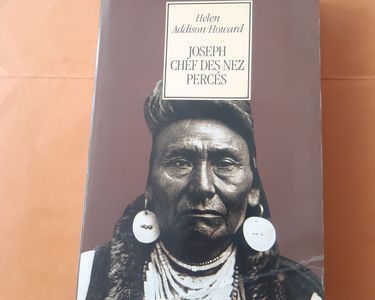 Helen
Addison Howard
JOSEPH
CHEF DES NEZ
PERCÉS